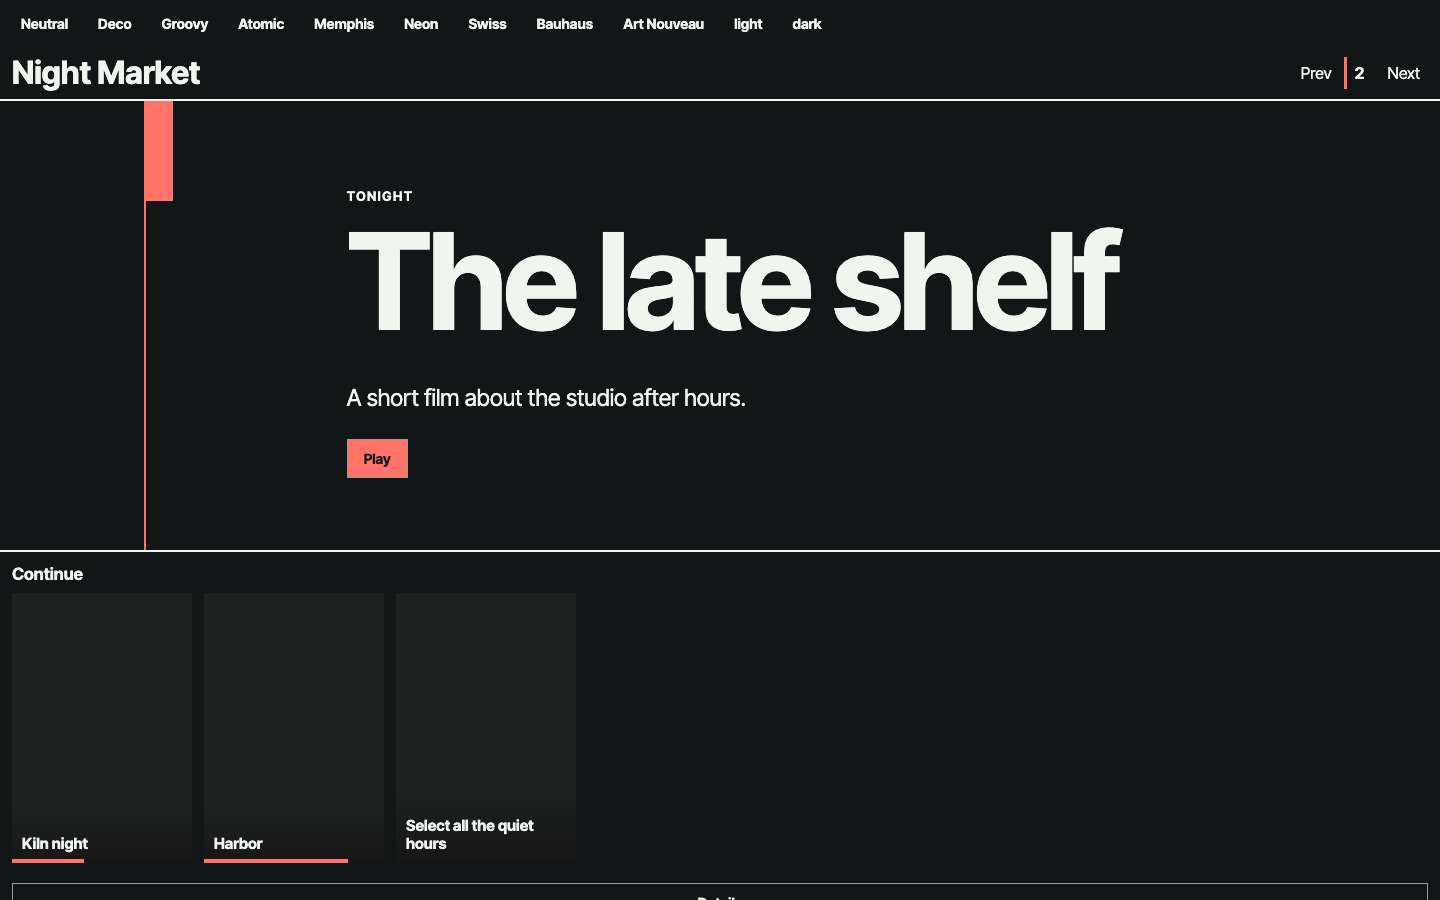 Neutral Deco Groovy Atomic Memphis Neon Swiss Bauhaus Art Nouveau light dark
Night Market
Prev 2 Next
TONIGHT
The late shelf
A short film about the studio after hours.
Play
Continue
Kiln night
Harbor
Select all the quiet
hours